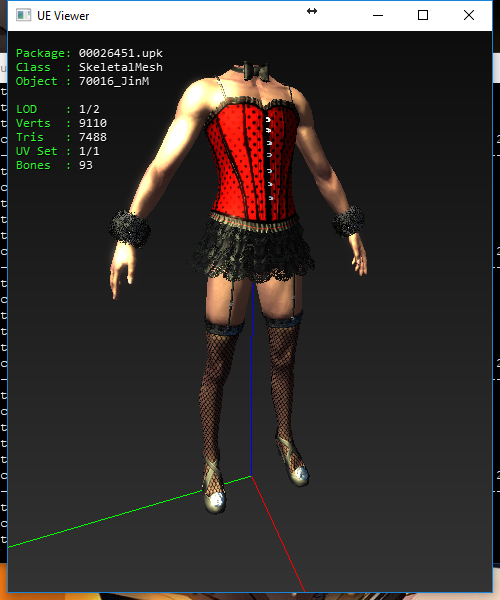 UE Viewer
Package: 00026451.upk
Class : SkeletalMesh
Object : 70016_JinM
LOD : 1/2
Verts : 9110
Tris : 7488
UV Set : 1/1
Bones : 93